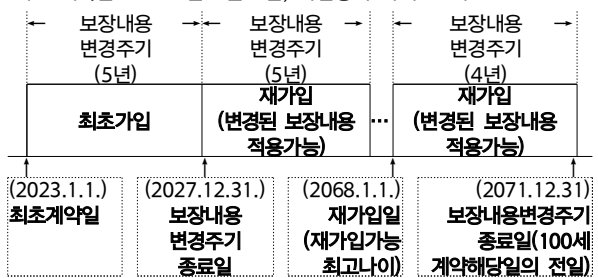 보장내용 보장내용 보장내용
변경주기 변경주기 변경주기
(5년) (5년) (4년)
최초가입
재가입
(변경된 보장내용
적용가능)
...
재가입
(변경된 보장내용
적용가능)
(2023.1.1.)
최초계약일
(2027.12.31.)
보장내용
변경주기
종료일
(2068.1.1.)
재가입일
(재가입가능
최고나이)
(2071.12.31)
보장내용변경주기
종료일(100세
계약해당일의 전일)